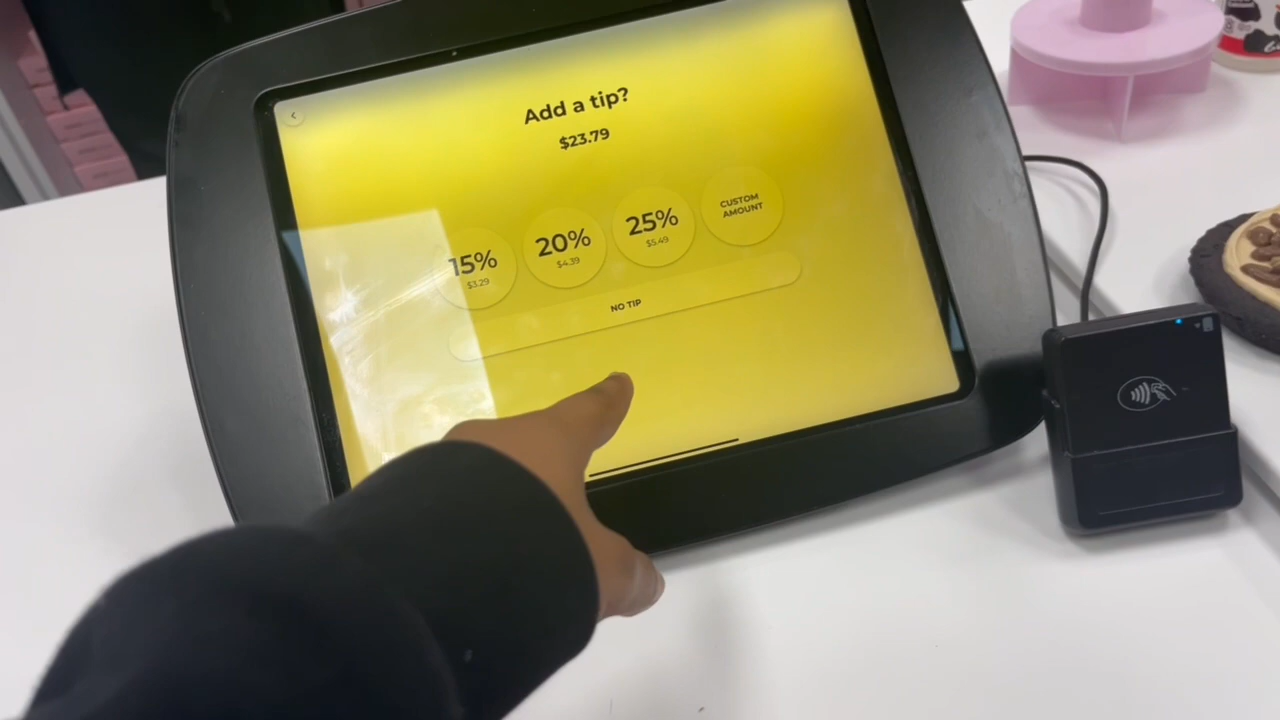 Add a tip?
$23.79
15%
$3.29
20%
$4.39
25%
$5.49
CUSTOM
AMOUNT
NO TIP